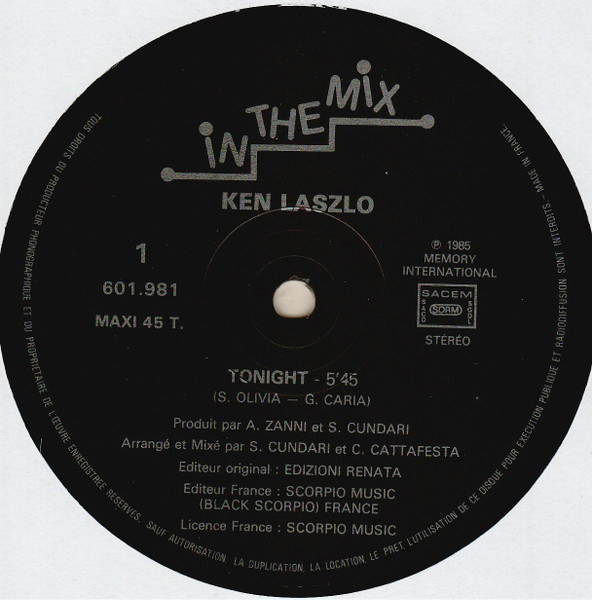 iN THE MiX
KEN LASZLO
1
601.981
MAXI 45 T.
℗ 1985
MEMORY
INTERNATIONAL
SACEM
SACD SDRM SGDL
STÉRÉO
TONIGHT - 5'45
(S. OLIVIA — G. CARIA)
Produit par A. ZANNI et S. CUNDARI
Arrangé et Mixé par S. CUNDARI et C. CATTAFESTA
Editeur original : EDIZIONI RENATA
Editeur France : SCORPIO MUSIC
(BLACK SCORPIO) FRANCE
Licence France : SCORPIO MUSIC
TOUS DROITS DU PRODUCTEUR PHONOGRAPHIQUE ET DU PROPRIETAIRE DE L'ŒUVRE ENREGISTREE RESERVES. SAUF AUTORISATION, LA DUPLICATION, LA LOCATION, LE PRET, L'UTILISATION DE CE DISQUE POUR EXECUTION PUBLIQUE ET RADIODIFFUSION SONT INTERDITS - MADE IN FRANCE.